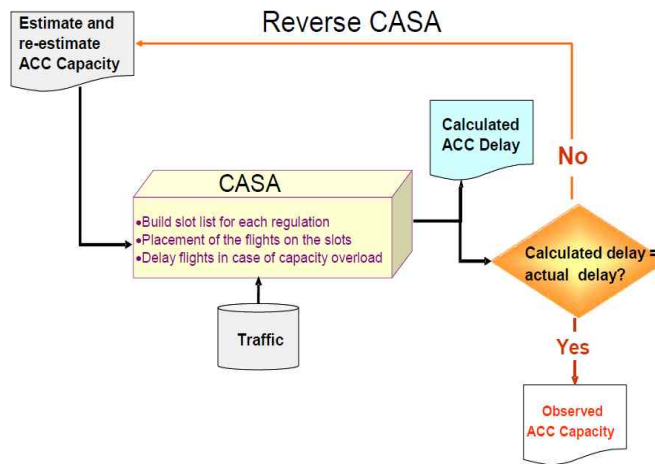 Reverse CASA
Estimate and
re-estimate
ACC Capacity
Calculated
ACC Delay
No
CASA
•Build slot list for each regulation
•Placement of the flights on the slots
•Delay flights in case of capacity overload
Calculated delay =
actual delay?
Traffic
Yes
Observed
ACC Capacity